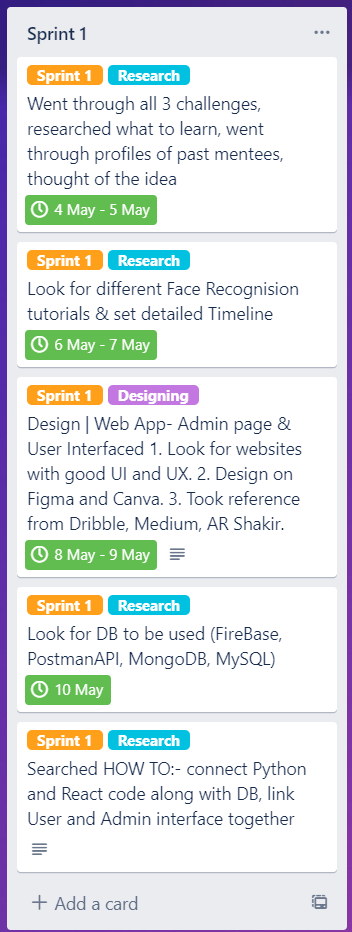 Sprint 1
Sprint 1 Research
Went through all 3 challenges,
researched what to learn, went
through profiles of past mentees,
thought of the idea
4 May - 5 May
Sprint 1 Research
Look for different Face Recognision
tutorials & set detailed Timeline
6 May - 7 May
Sprint 1 Designing
Design | Web App- Admin page &
User Interfaced 1. Look for websites
with good UI and UX. 2. Design on
Figma and Canva. 3. Took reference
from Dribble, Medium, AR Shakir.
8 May - 9 May
Sprint 1 Research
Look for DB to be used (FireBase,
PostmanAPI, MongoDB, MySQL)
10 May
Sprint 1 Research
Searched HOW TO:- connect Python
and React code along with DB, link
User and Admin interface together
Add a card